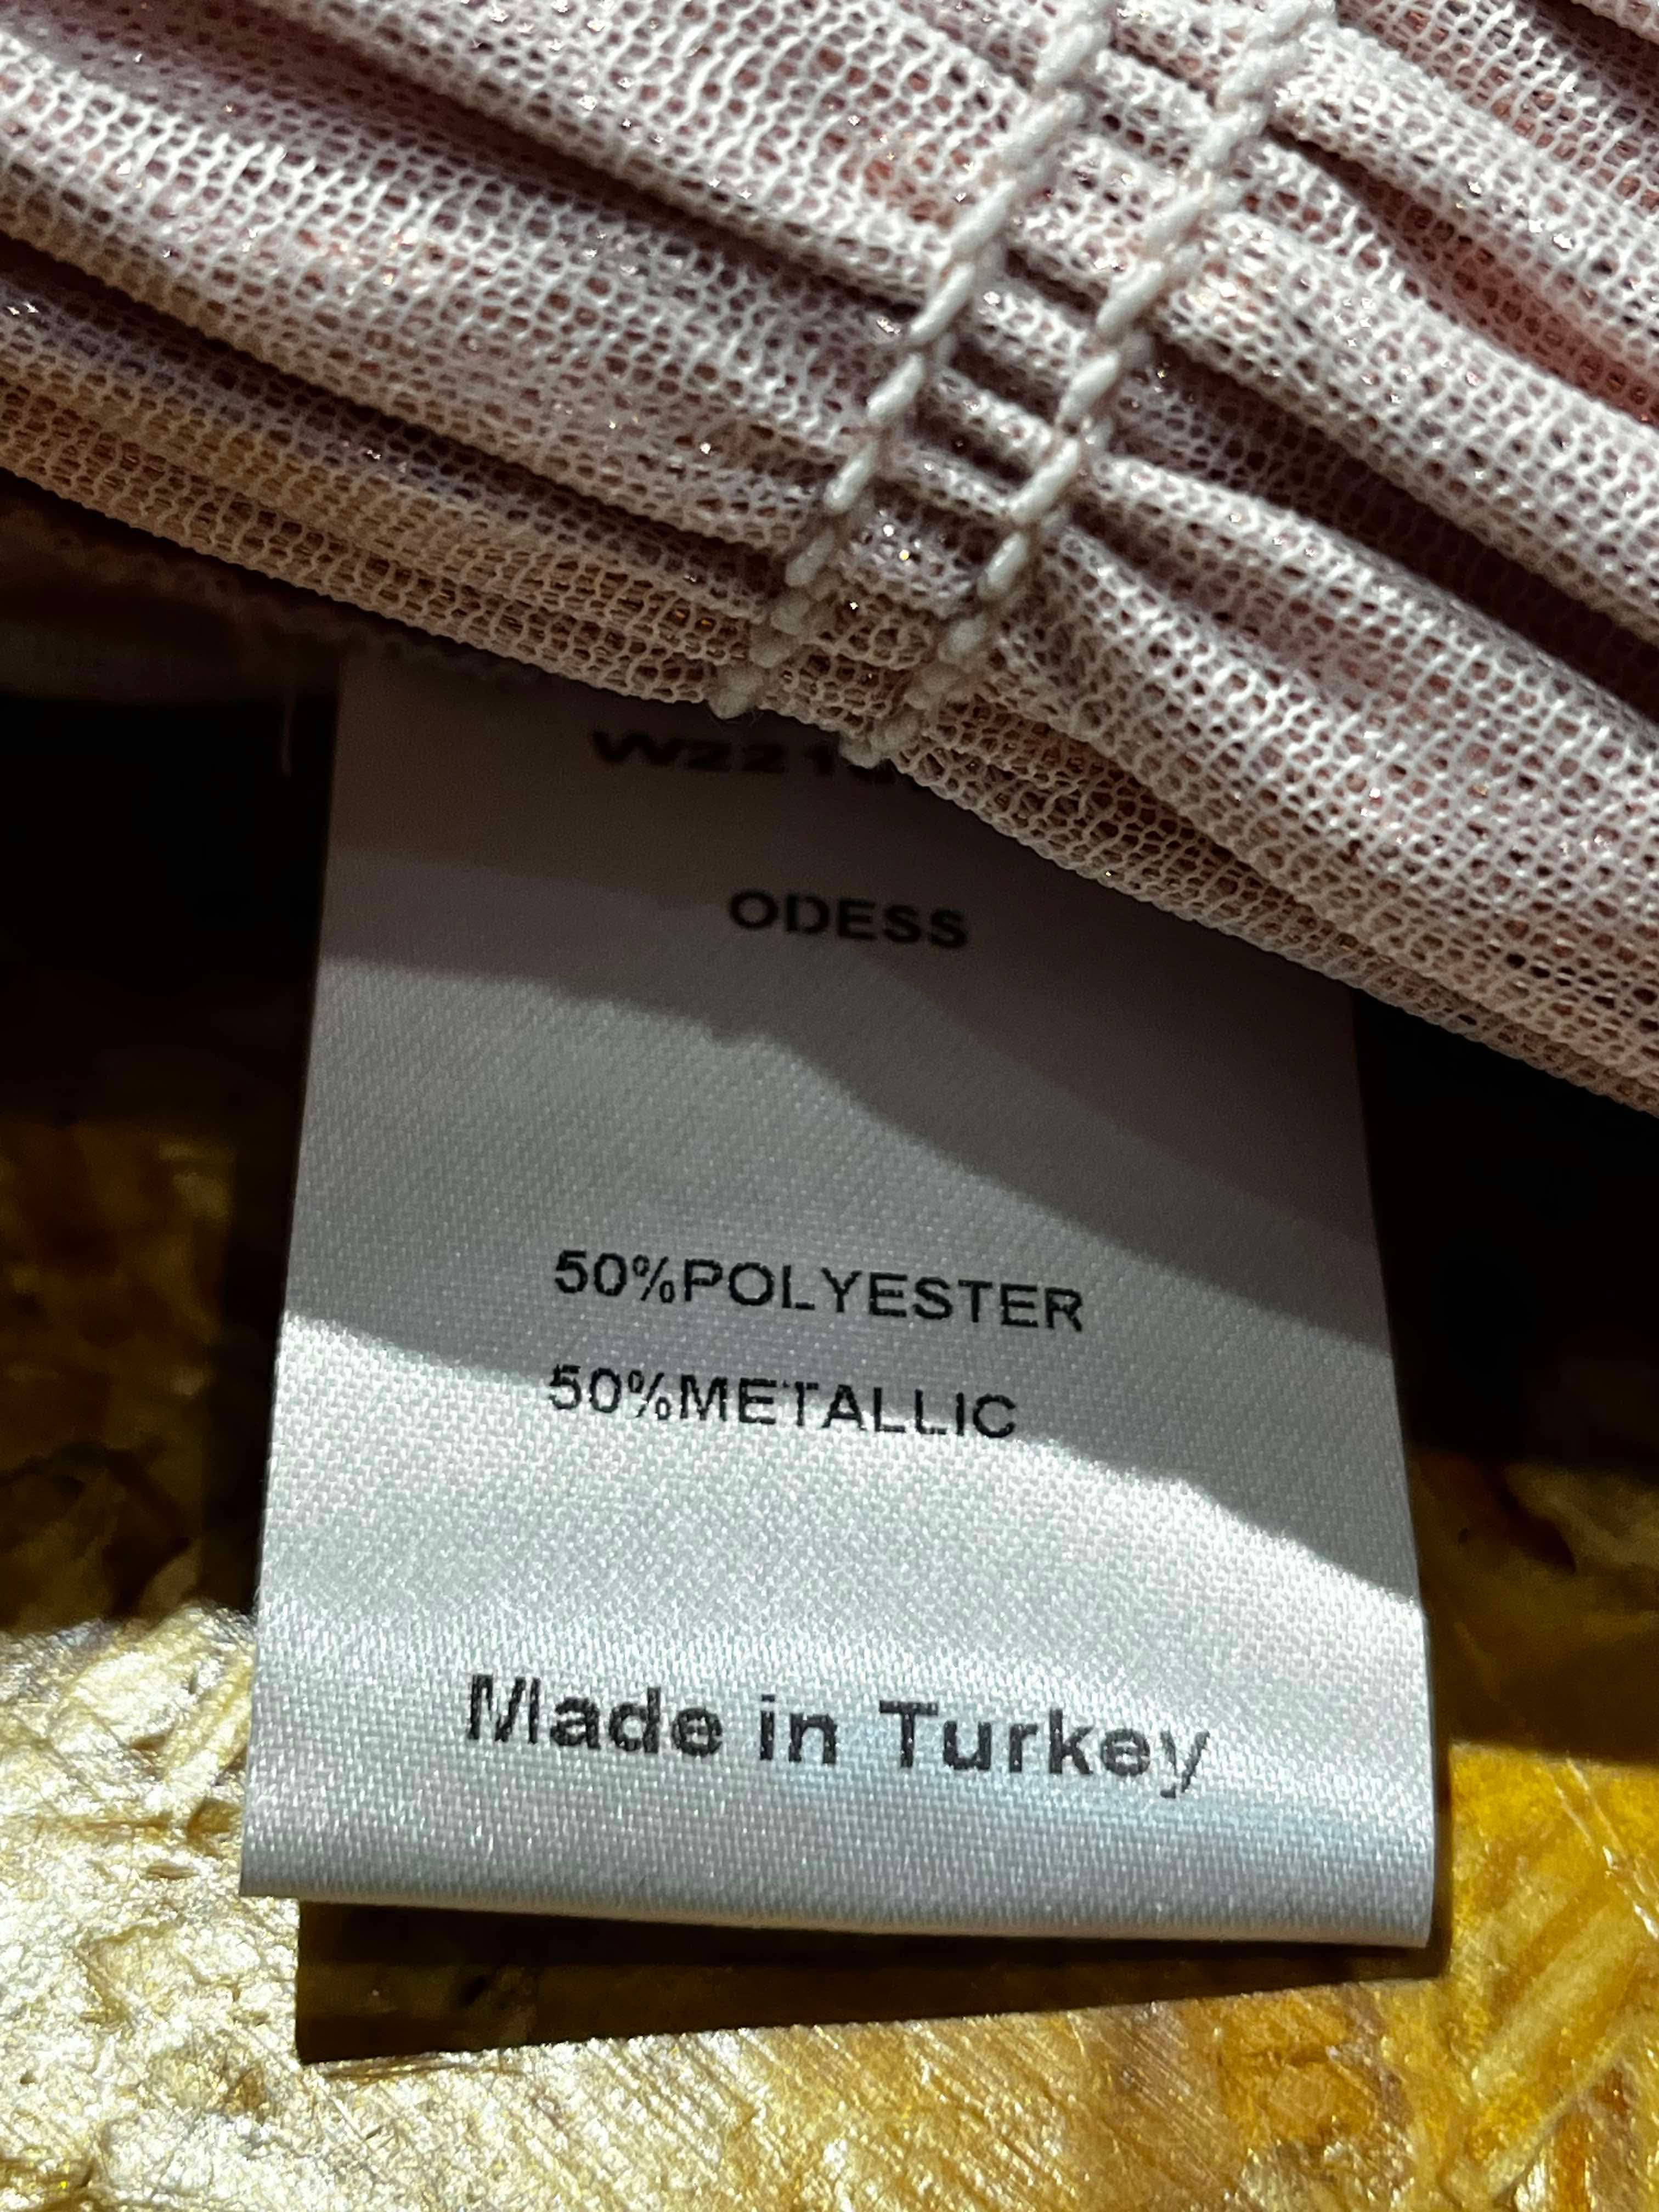 ODESS
50%POLYESTER
50%METALLIC
Made in Turkey